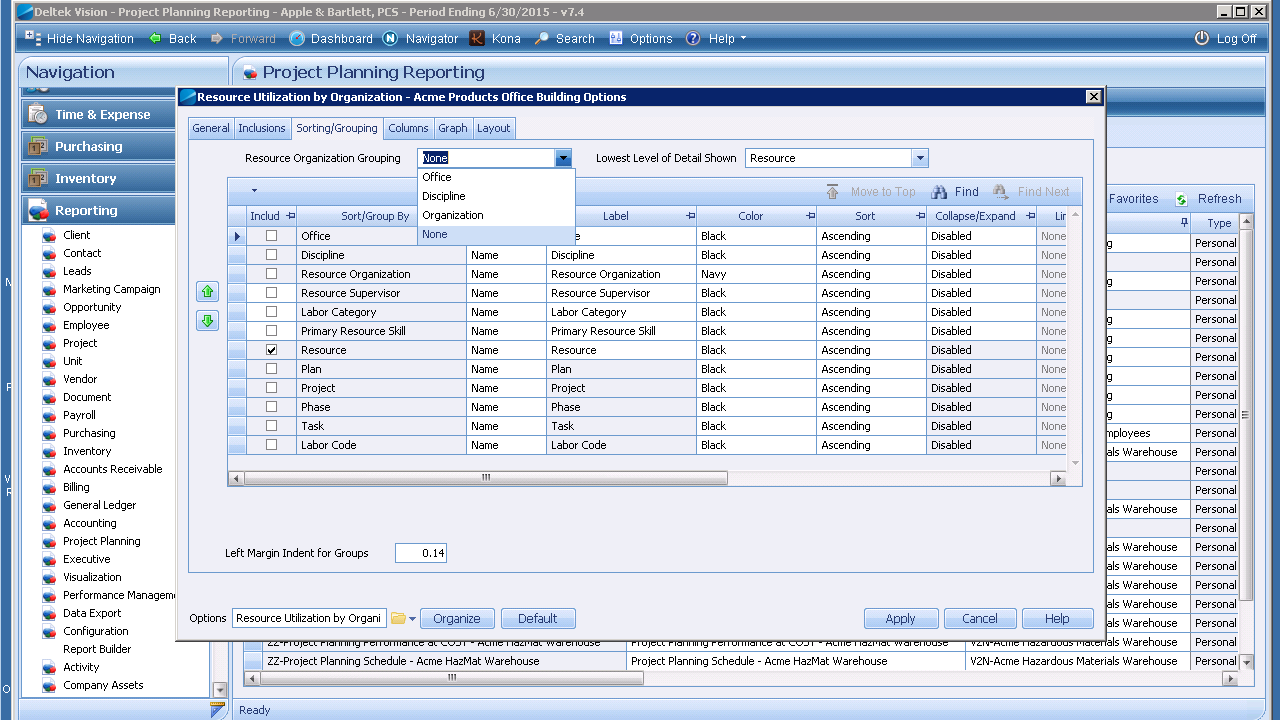 Deltek Vision - Project Planning Reporting - Apple & Bartlett, PCS - Period Ending 6/30/2015 - v7.4
Hide Navigation Back Forward Dashboard Navigator Kona Search Options Help Log Off
Navigation
Project Planning Reporting
Time & Expense
Purchasing
Inventory
Reporting
Client
Contact
Leads
Marketing Campaign
Opportunity
Employee
Project
Unit
Vendor
Document
Payroll
Purchasing
Inventory
Accounts Receivable
Billing
General Ledger
Accounting
Project Planning
Executive
Visualization
Performance Managem
Data Export
Configuration
Report Builder
Activity
Company Assets
Resource Utilization by Organization - Acme Products Office Building Options
General Inclusions Sorting/Grouping Columns Graph Layout
Resource Organization Grouping None Lowest Level of Detail Shown Resource
Office
Discipline
Organization
None
Move to Top Find Find Next
Includ Sort/Group By Label Color Sort Collapse/Expand Lir
Office Black Ascending Disabled None
Discipline Name Discipline Black Ascending Disabled None
Resource Organization Name Resource Organization Navy Ascending Disabled None
Resource Supervisor Name Resource Supervisor Black Ascending Disabled None
Labor Category Name Labor Category Black Ascending Disabled None
Primary Resource Skill Name Primary Resource Skill Black Ascending Disabled None
Resource Name Resource Black Ascending Disabled None
Plan Name Plan Black Ascending Disabled None
Project Name Project Black Ascending Disabled None
Phase Name Phase Black Ascending Disabled None
Task Name Task Black Ascending Disabled None
Labor Code Name Labor Code Black Ascending Disabled None
Left Margin Indent for Groups 0.14
Options Resource Utilization by Organi Organize Default Apply Cancel Help
Favorites Refresh
Type
g Personal
Personal
g Personal
g Personal
Personal
g Personal
g Personal
g Personal
g Personal
g Personal
mployees Personal
als Warehouse Personal
Personal
Personal
als Warehouse Personal
Personal
als Warehouse Personal
als Warehouse Personal
als Warehouse Personal
als Warehouse Personal
als Warehouse Personal
ZZ-Project Planning Performance at COST - Acme HazMat Warehouse Project Planning Performance at COST - Acme HazMat Warehouse V2N-Acme Hazardous Materials Warehouse Personal
ZZ-Project Planning Schedule - Acme HazMat Warehouse Project Planning Schedule - Acme HazMat Warehouse V2N-Acme Hazardous Materials Warehouse Personal
Ready